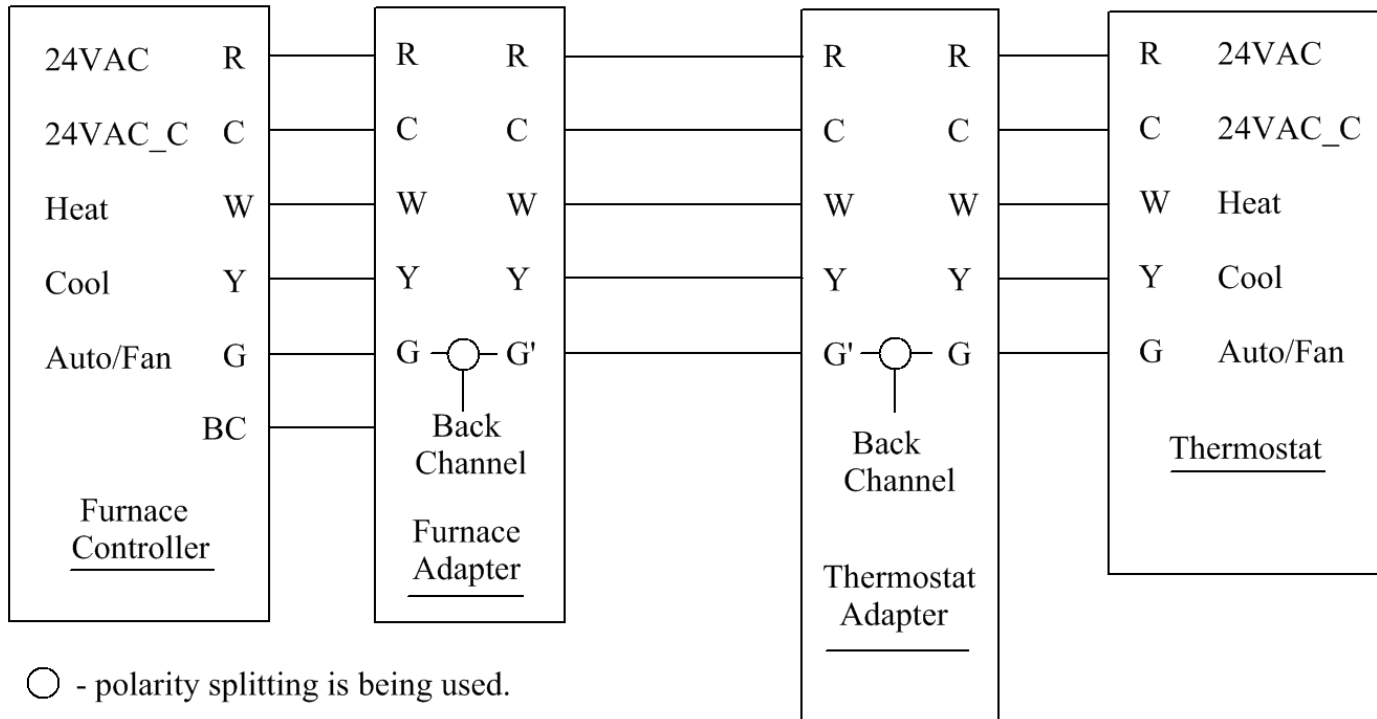 24VAC R R R R R R 24VAC
24VAC_C C C C C C C 24VAC_C
Heat W W W W W W Heat
Cool Y Y Y Y Y Y Cool
Auto/Fan G G G' G' G G Auto/Fan
BC
Back
Channel
Back
Channel
Thermostat
Furnace
Controller
Furnace
Adapter
Thermostat
Adapter
- polarity splitting is being used.